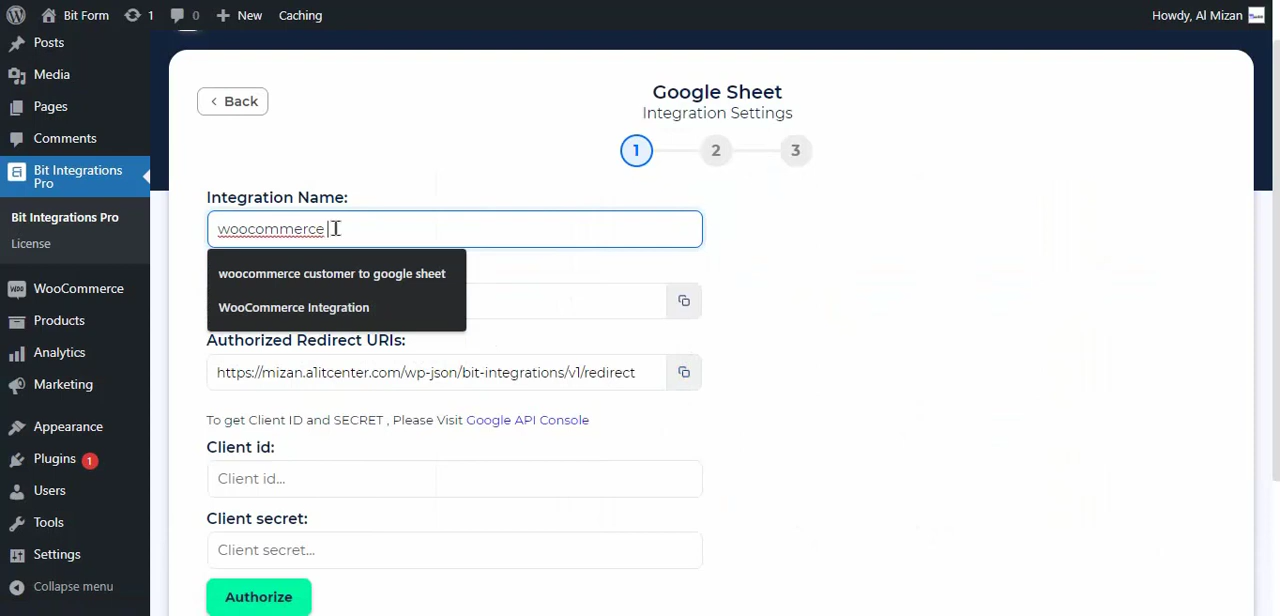 Bit Form
1
0
New
Caching
Howdy, Al Mizan
Posts
Media
Pages
Comments
Bit Integrations Pro
Bit Integrations Pro
License
WooCommerce
Products
Analytics
Marketing
Appearance
Plugins 1
Users
Tools
Settings
Collapse menu
Back
Google Sheet
Integration Settings
1 2 3
Integration Name:
woocommerce
woocommerce customer to google sheet
WooCommerce Integration
Authorized Redirect URIs:
https://mizan.a1itcenter.com/wp-json/bit-integrations/v1/redirect
To get Client ID and SECRET , Please Visit Google API Console
Client id:
Client id...
Client secret:
Client secret...
Authorize